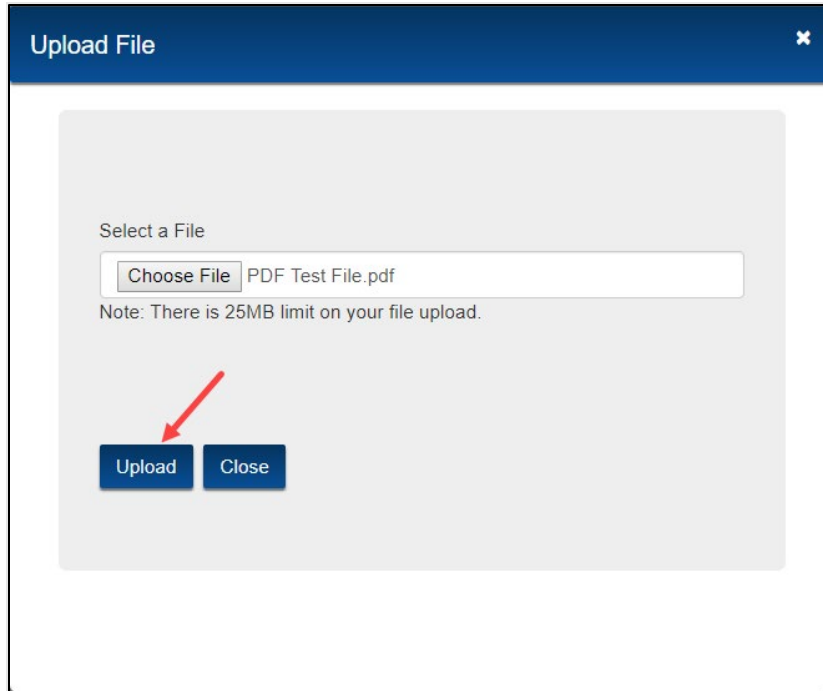 Upload File
Select a File
Choose File PDF Test File.pdf
Note: There is 25MB limit on your file upload.
Upload Close